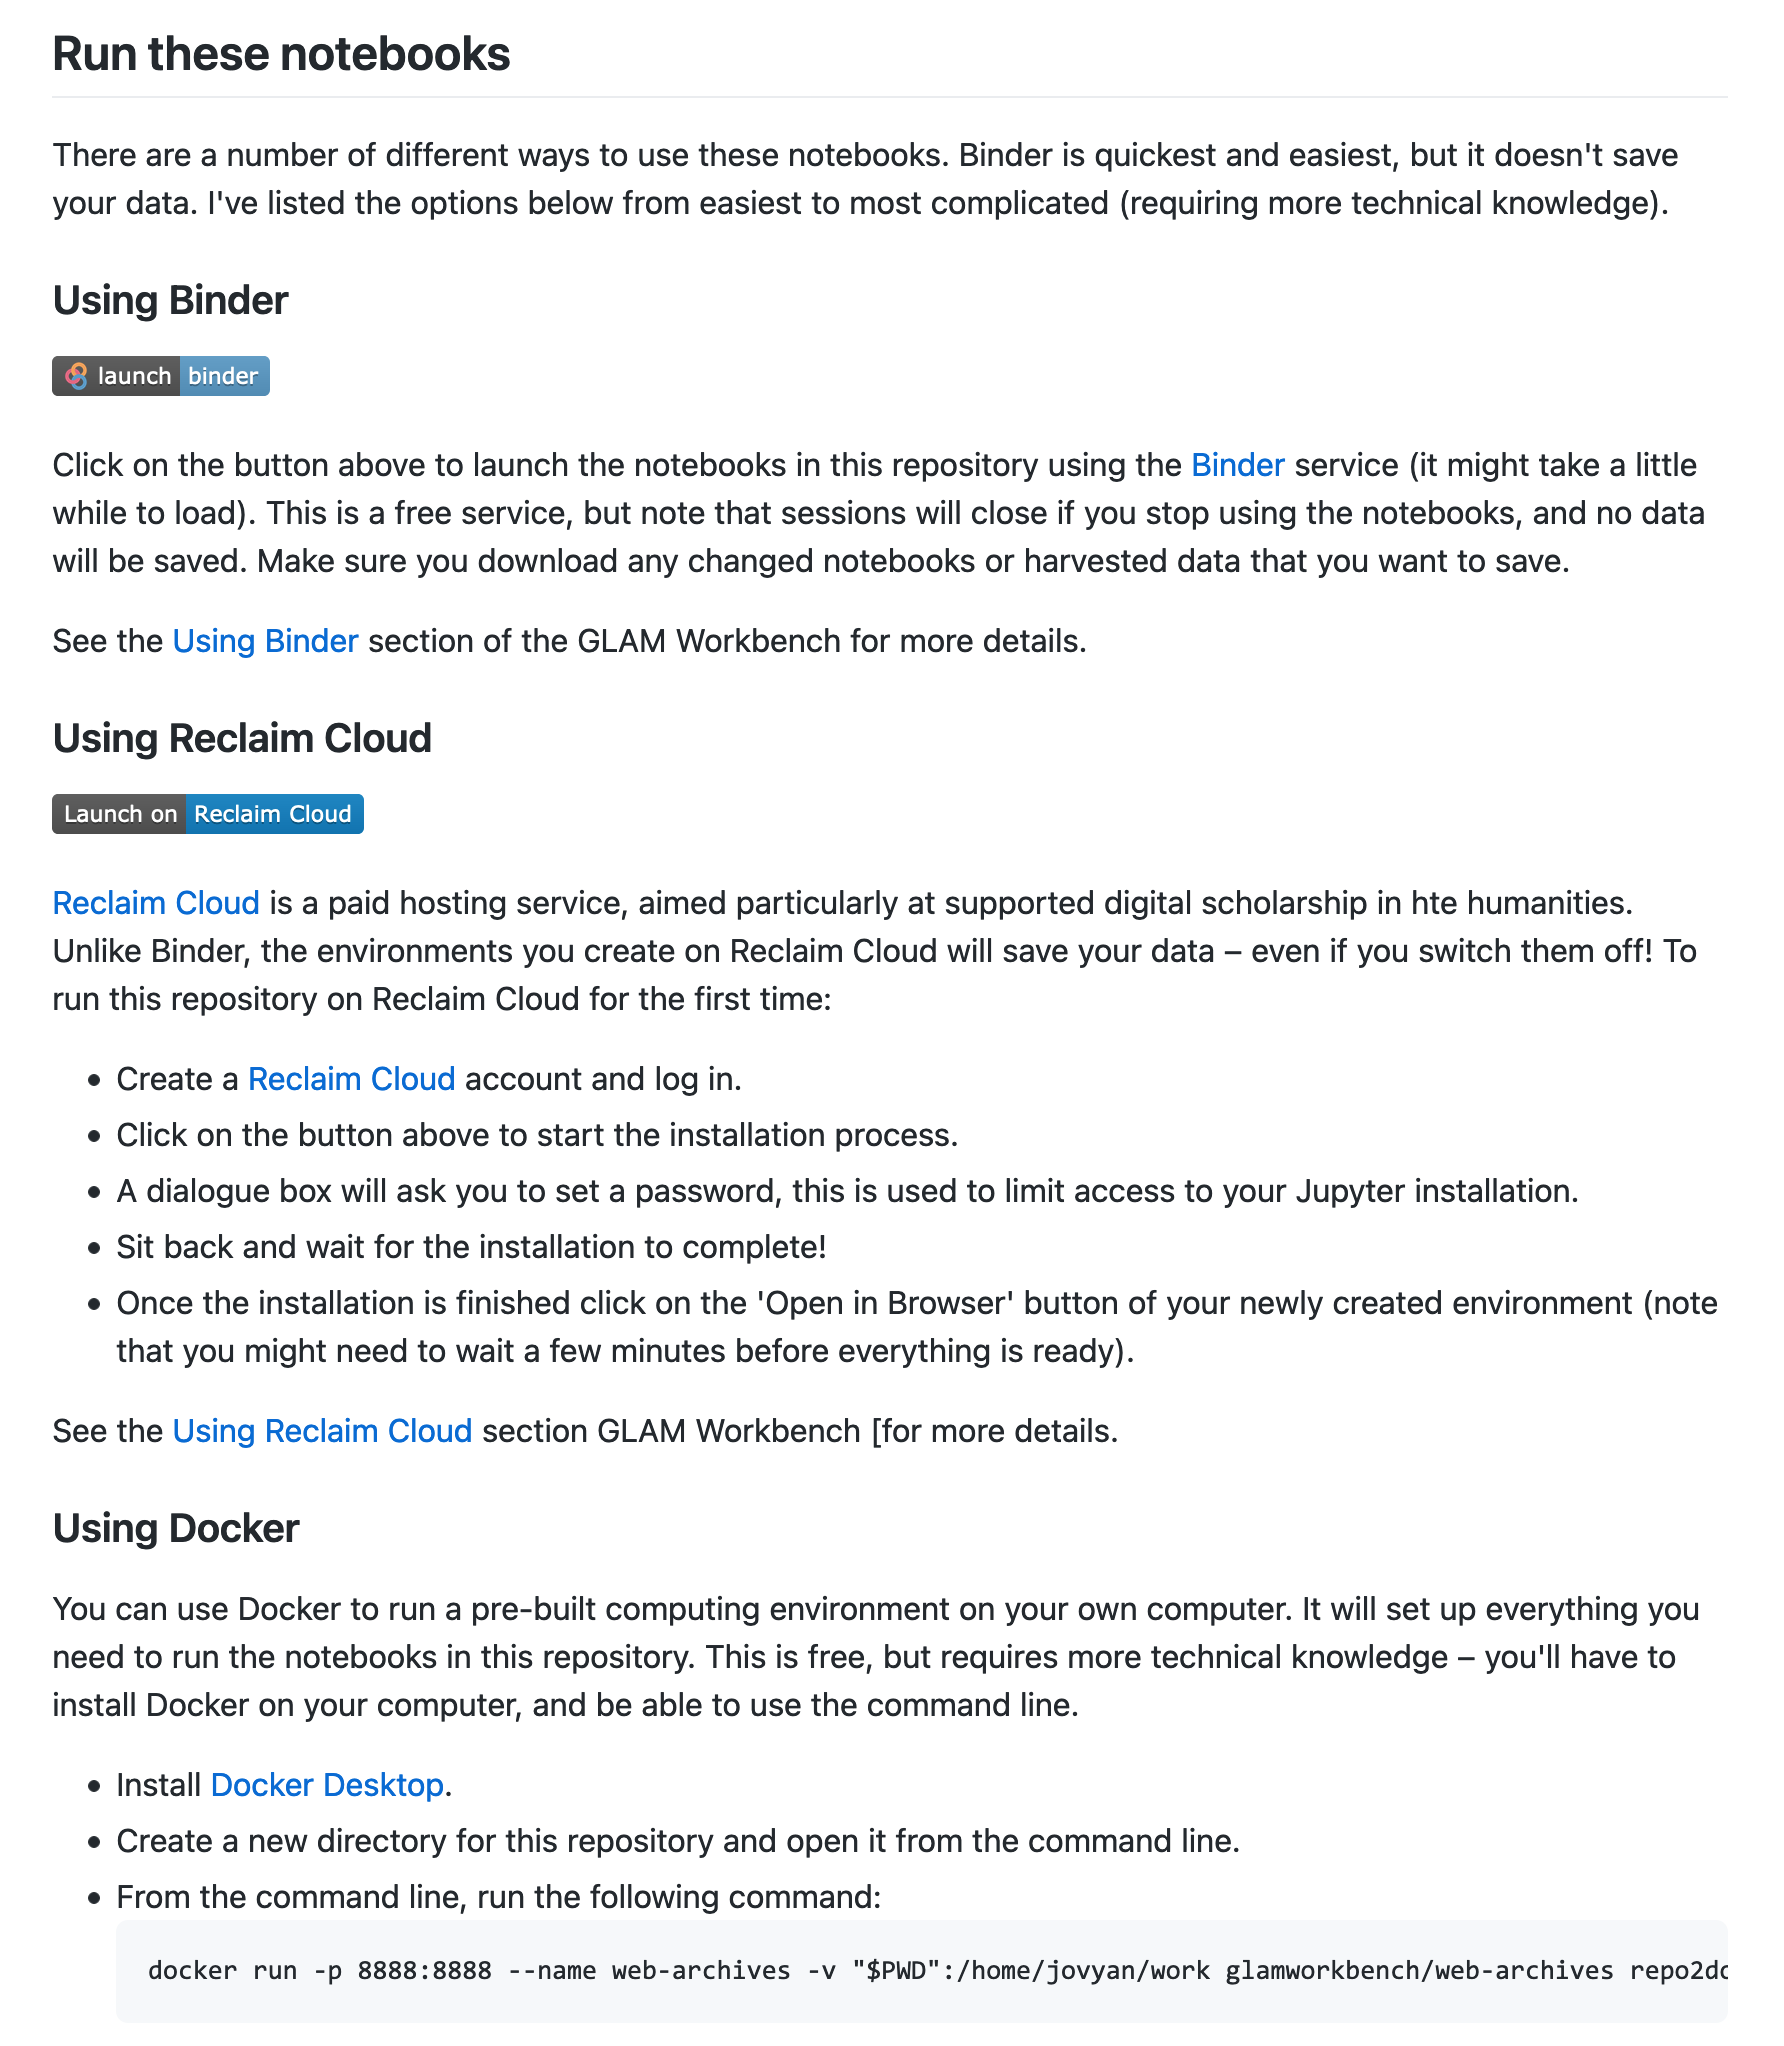 Run these notebooks
There are a number of different ways to use these notebooks. Binder is quickest and easiest, but it doesn't save
your data. I've listed the options below from easiest to most complicated (requiring more technical knowledge).
Using Binder
launch binder
Click on the button above to launch the notebooks in this repository using the Binder service (it might take a little
while to load). This is a free service, but note that sessions will close if you stop using the notebooks, and no data
will be saved. Make sure you download any changed notebooks or harvested data that you want to save.
See the Using Binder section of the GLAM Workbench for more details.
Using Reclaim Cloud
Launch on Reclaim Cloud
Reclaim Cloud is a paid hosting service, aimed particularly at supported digital scholarship in hte humanities.
Unlike Binder, the environments you create on Reclaim Cloud will save your data – even if you switch them off! To
run this repository on Reclaim Cloud for the first time:
• Create a Reclaim Cloud account and log in.
• Click on the button above to start the installation process.
• A dialogue box will ask you to set a password, this is used to limit access to your Jupyter installation.
• Sit back and wait for the installation to complete!
• Once the installation is finished click on the 'Open in Browser' button of your newly created environment (note
that you might need to wait a few minutes before everything is ready).
See the Using Reclaim Cloud section GLAM Workbench [for more details.
Using Docker
You can use Docker to run a pre-built computing environment on your own computer. It will set up everything you
need to run the notebooks in this repository. This is free, but requires more technical knowledge – you'll have to
install Docker on your computer, and be able to use the command line.
• Install Docker Desktop.
• Create a new directory for this repository and open it from the command line.
• From the command line, run the following command:
docker run -p 8888:8888 --name web-archives -v "$PWD":/home/jovyan/work glamworkbench/web-archives